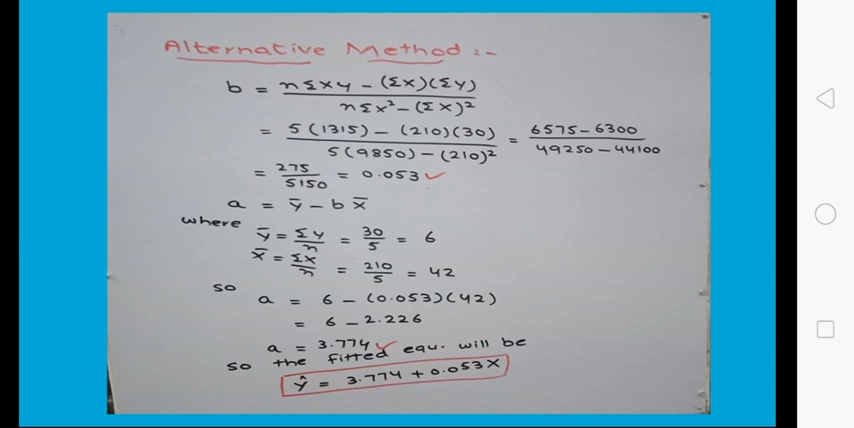 Alternative Method :-
b = nΣXY - (ΣX)(ΣY) / nΣX² - (ΣX)²
= 5(1315) - (210)(30) / 5(9850) - (210)² = 6575 - 6300 / 49250 - 44100
= 275 / 5150 = 0.053 ✓
a = Ȳ - b X̄
where
Ȳ = ΣY / n = 30 / 5 = 6
X̄ = ΣX / n = 210 / 5 = 42
so
a = 6 - (0.053)(42)
= 6 - 2.226
a = 3.774 ✓
so the fitted equ. will be
Ŷ = 3.774 + 0.053X